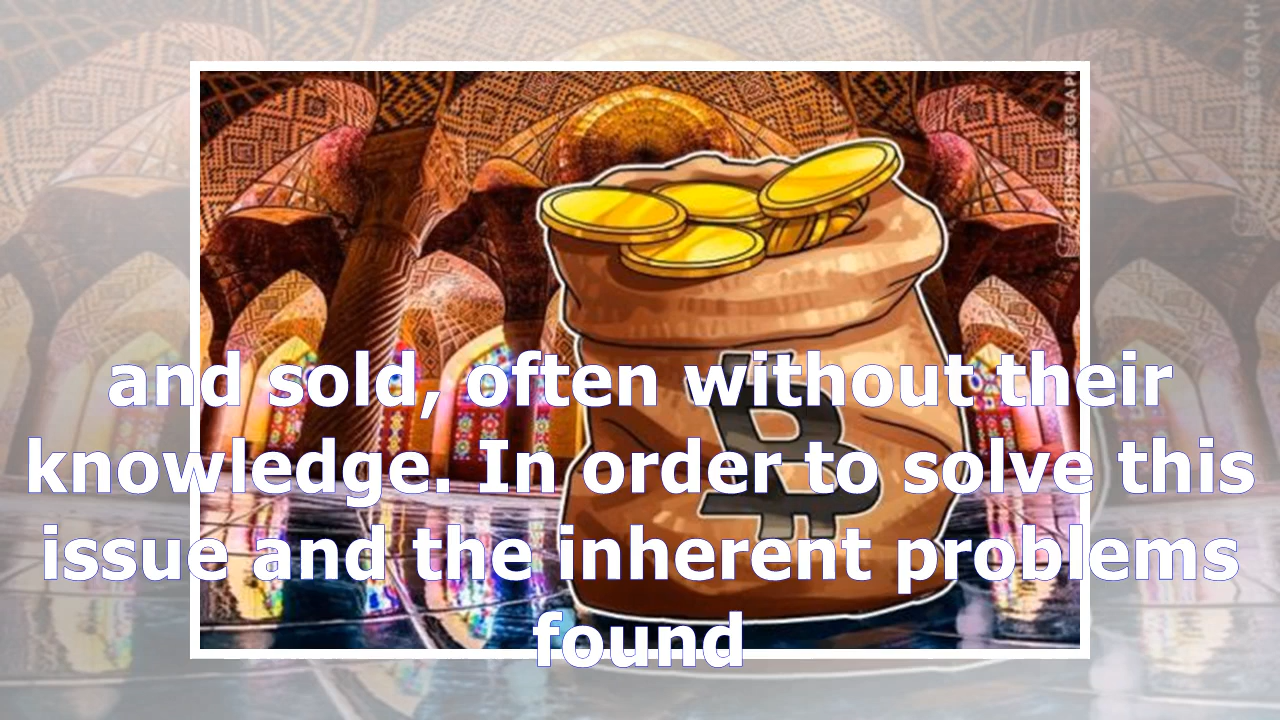 and sold, often without their
knowledge. In order to solve this
issue and the inherent problems
found